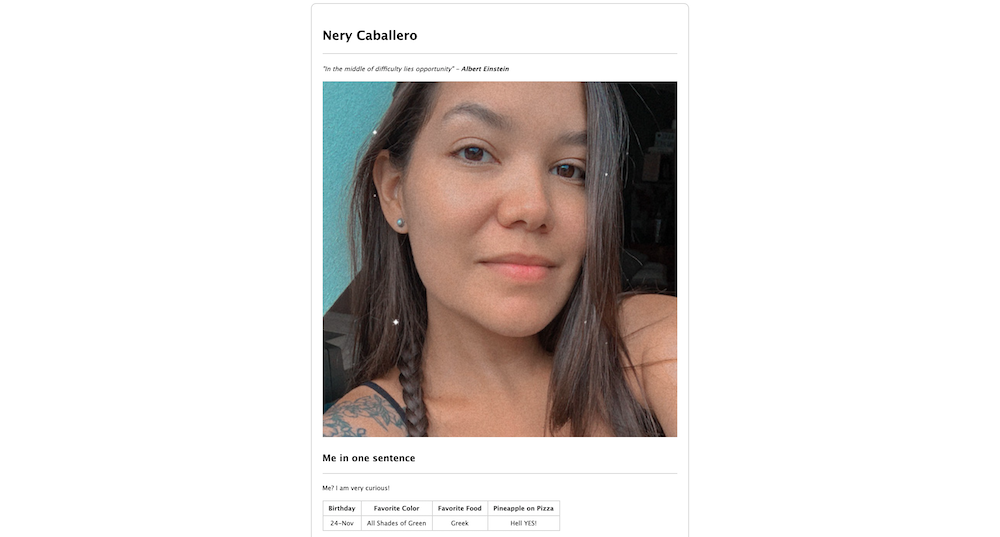 Nery Caballero
"In the middle of difficulty lies opportunity" - Albert Einstein
Me in one sentence
Me? I am very curious!
Birthday Favorite Color Favorite Food Pineapple on Pizza
24-Nov All Shades of Green Greek Hell YES!